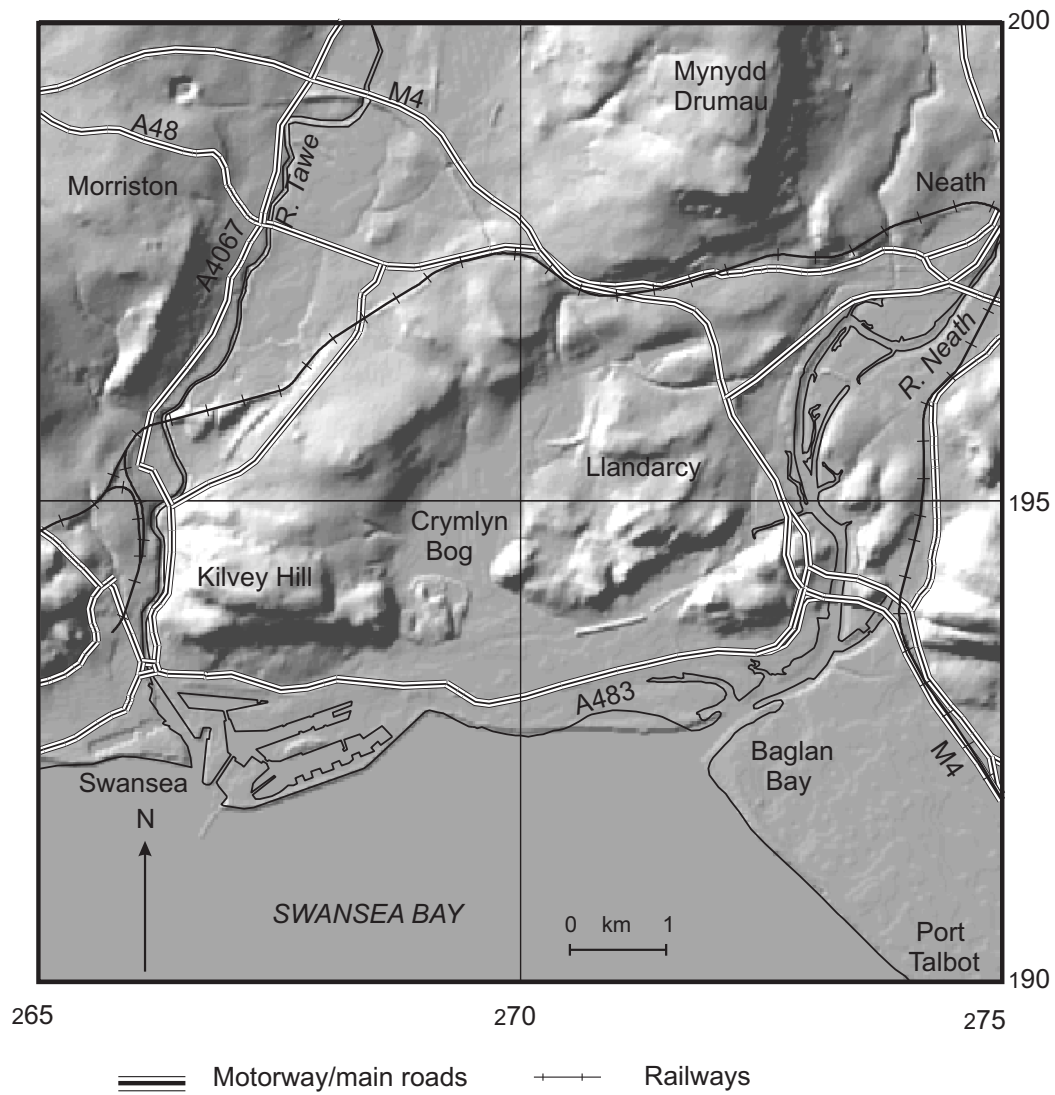 200
Mynydd
Drumau
M4
A48
R. Tawe
Morriston
Neath
A4067
R. Neath
Llandarcy
195
Crymlyn
Bog
Kilvey Hill
A483
Baglan
Bay
M4
Swansea
N
SWANSEA BAY
0 km 1
Port
Talbot
190
265
270
275
Motorway/main roads
Railways